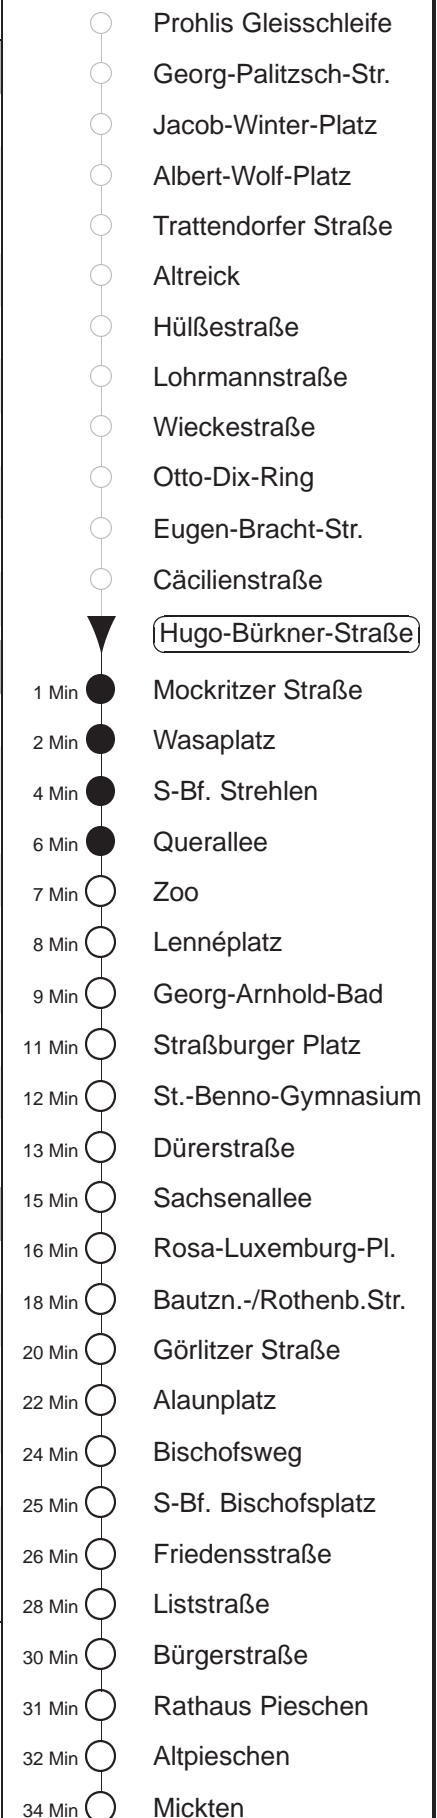 Prohlis Gleisschleife
Georg-Palitzsch-Str.
Jacob-Winter-Platz
Albert-Wolf-Platz
Trattendorfer Straße
Altreick
Hülßestraße
Lohrmannstraße
Wieckestraße
Otto-Dix-Ring
Eugen-Bracht-Str.
Cäcilienstraße
Hugo-Bürkner-Straße
1 Min Mockritzer Straße
2 Min Wasaplatz
4 Min S-Bf. Strehlen
6 Min Querallee
7 Min Zoo
8 Min Lennéplatz
9 Min Georg-Arnhold-Bad
11 Min Straßburger Platz
12 Min St.-Benno-Gymnasium
13 Min Dürerstraße
15 Min Sachsenallee
16 Min Rosa-Luxemburg-Pl.
18 Min Bautzn.-/Rothenb.Str.
20 Min Görlitzer Straße
22 Min Alaunplatz
24 Min Bischofsweg
25 Min S-Bf. Bischofsplatz
26 Min Friedensstraße
28 Min Liststraße
30 Min Bürgerstraße
31 Min Rathaus Pieschen
32 Min Altpieschen
34 Min Mickten